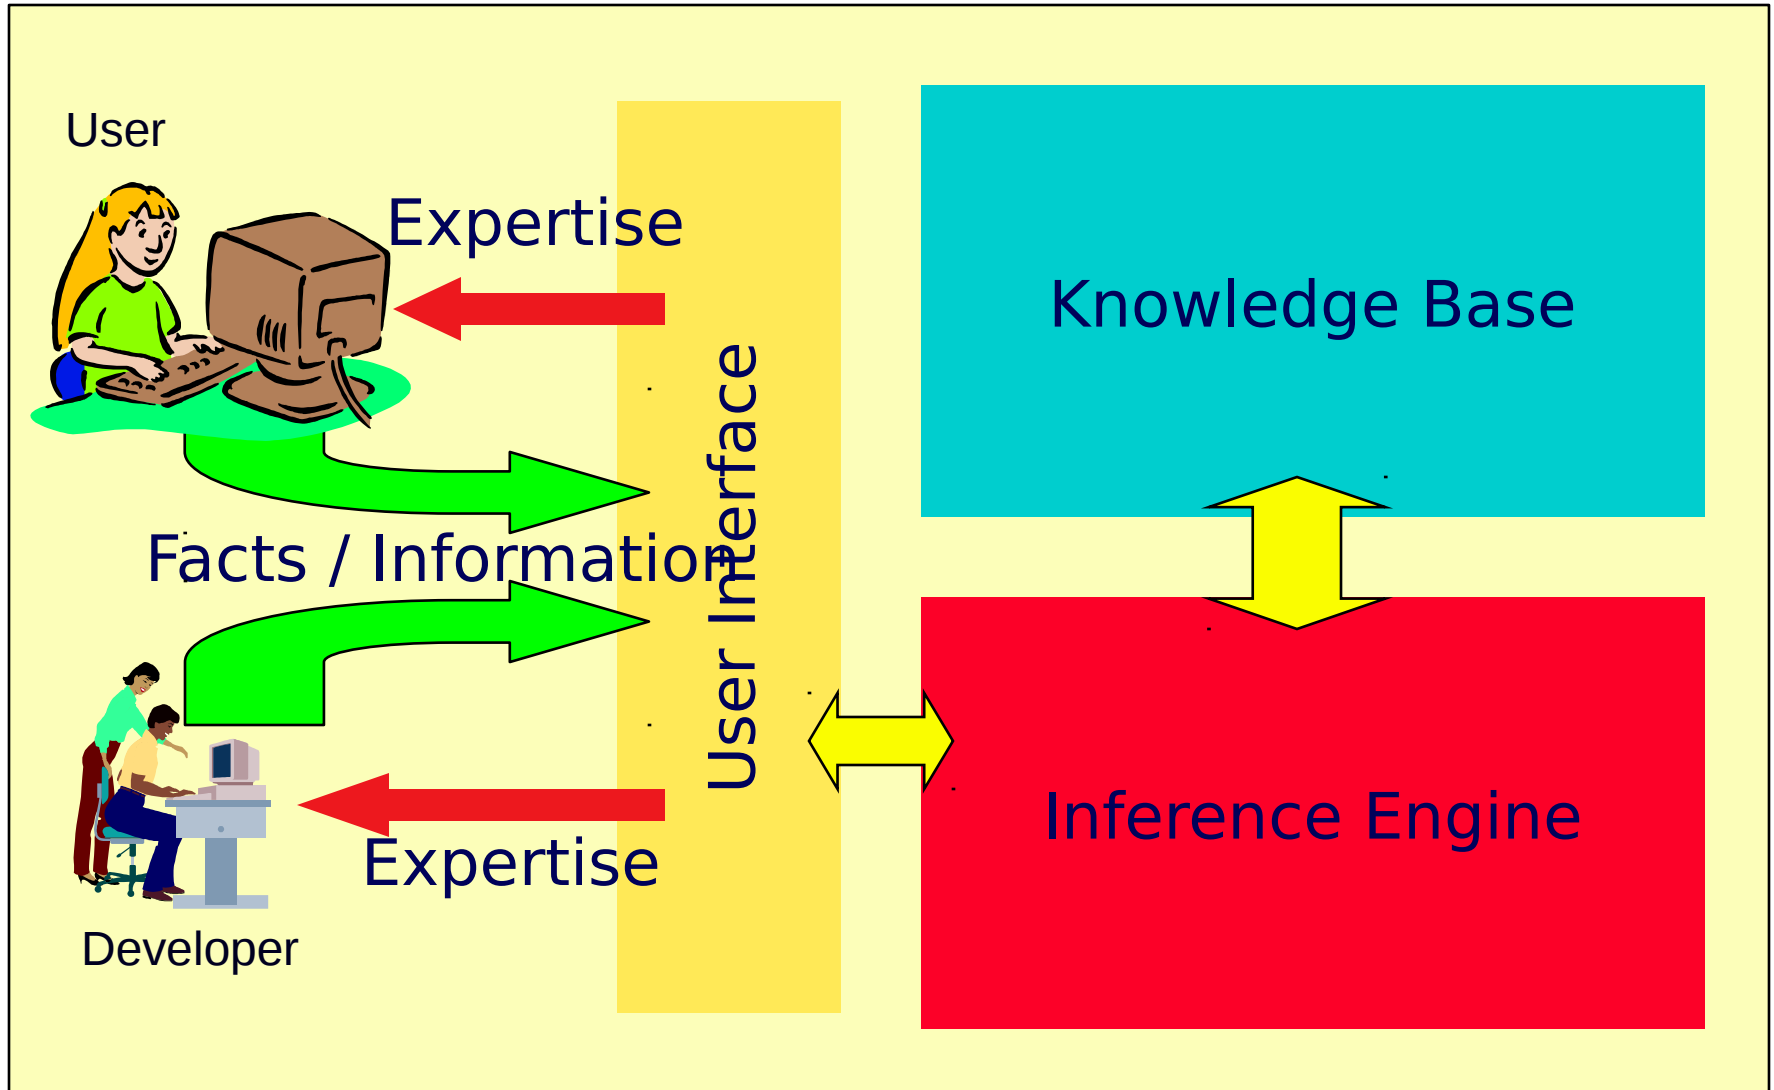 User
Expertise
Knowledge Base
User Interface
Facts / Information
Inference Engine
Expertise
Developer